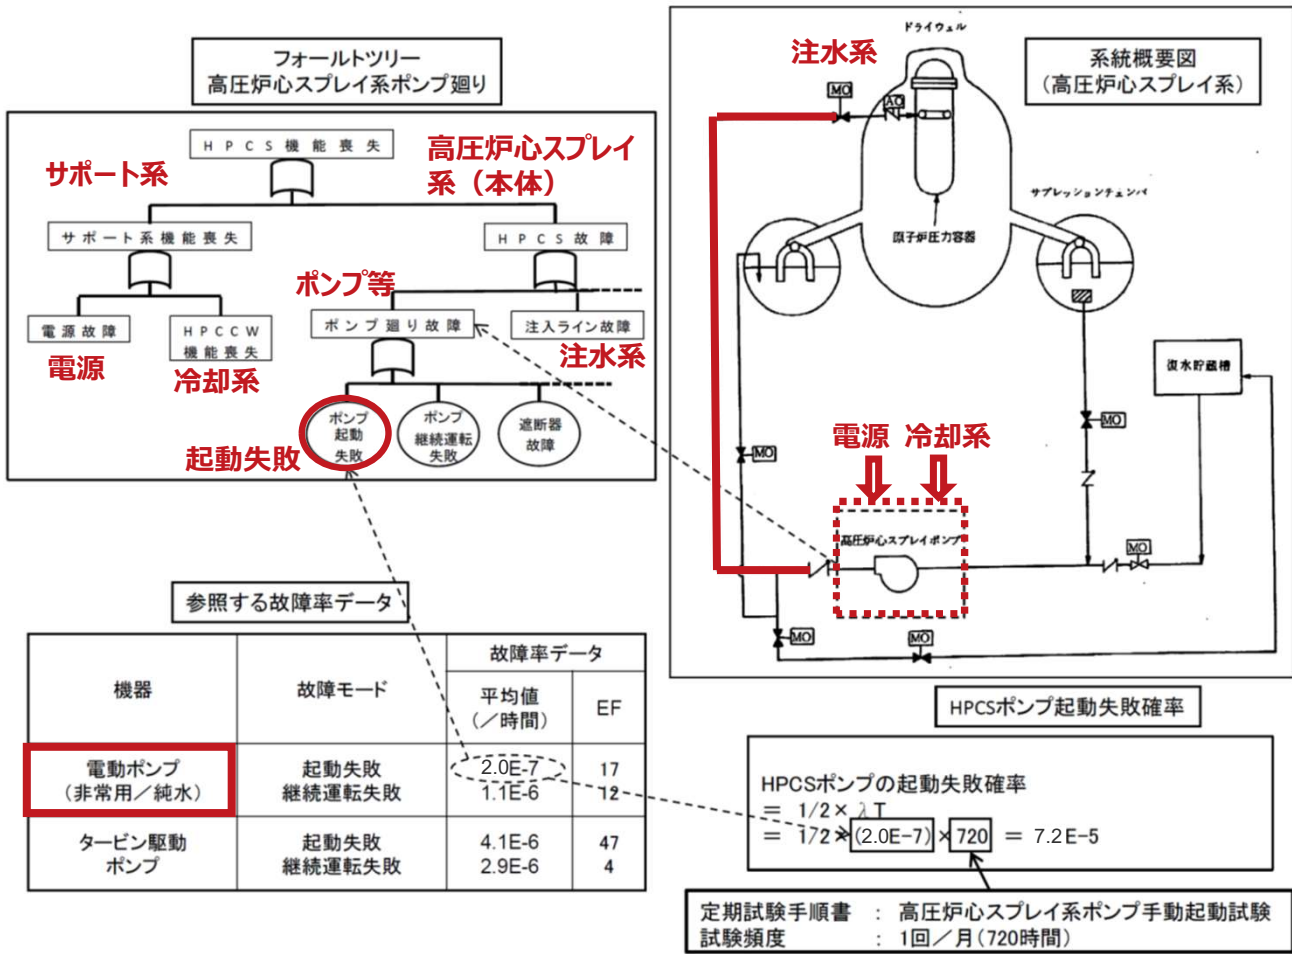 フォールトツリー
高圧炉心スプレイ系ポンプ廻り
HPCS機能喪失
サポート系
高圧炉心スプレイ
系（本体）
サポート系機能喪失
HPCS故障
ポンプ等
電源故障
HPCCW
機能喪失
ポンプ廻り故障
注入ライン故障
電源
冷却系
注水系
ポンプ
起動
失敗
ポンプ
継続運転
失敗
遮断器
故障
起動失敗
系統概要図
（高圧炉心スプレイ系）
ドライウェル
注水系
MO
AO
サプレッションチェンバ
原子炉圧力容器
復水貯蔵槽
MO
MO
電源 冷却系
高圧炉心スプレイポンプ
MO
MO
MO
参照する故障率データ
機器
故障モード
故障率データ
平均値
（／時間）
EF
電動ポンプ
（非常用／純水）
起動失敗
継続運転失敗
2.0E-7
1.1E-6
17
12
タービン駆動
ポンプ
起動失敗
継続運転失敗
4.1E-6
2.9E-6
47
4
HPCSポンプ起動失敗確率
HPCSポンプの起動失敗確率
＝ 1/2×λT
＝ 1/2×(2.0E-7)×720 ＝ 7.2E-5
定期試験手順書 ： 高圧炉心スプレイ系ポンプ手動起動試験
試験頻度 ： 1回／月（720時間）